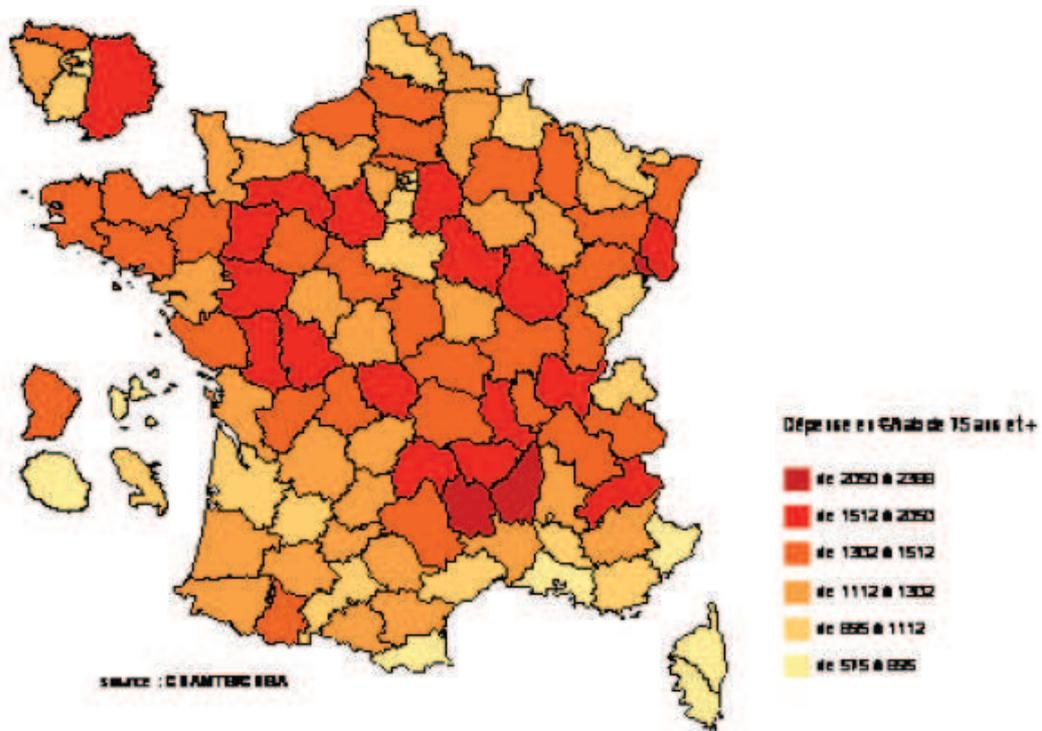 Dépense en €/hab de 75 ans et +
de 2050 à 2388
de 1512 à 2050
de 1302 à 1512
de 1112 à 1302
de 895 à 1112
de 575 à 895
source :